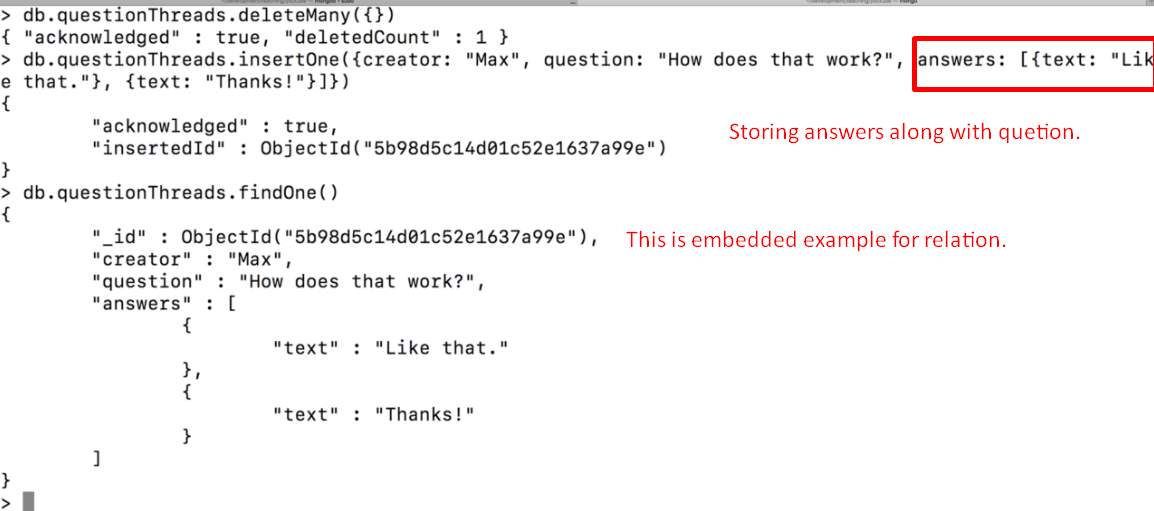 > db.questionThreads.deleteMany({})
{ "acknowledged" : true, "deletedCount" : 1 }
> db.questionThreads.insertOne({creator: "Max", question: "How does that work?", answers: [{text: "Lik
e that."}, {text: "Thanks!"}]})
{
"acknowledged" : true,
Storing answers along with quetion.
"insertedId" : ObjectId("5b98d5c14d01c52e1637a99e")
}
> db.questionThreads.findOne()
{
"_id" : ObjectId("5b98d5c14d01c52e1637a99e"),
This is embedded example for relation.
"creator" : "Max",
"question" : "How does that work?",
"answers" : [
{
"text" : "Like that."
},
{
"text" : "Thanks!"
}
]
}
>